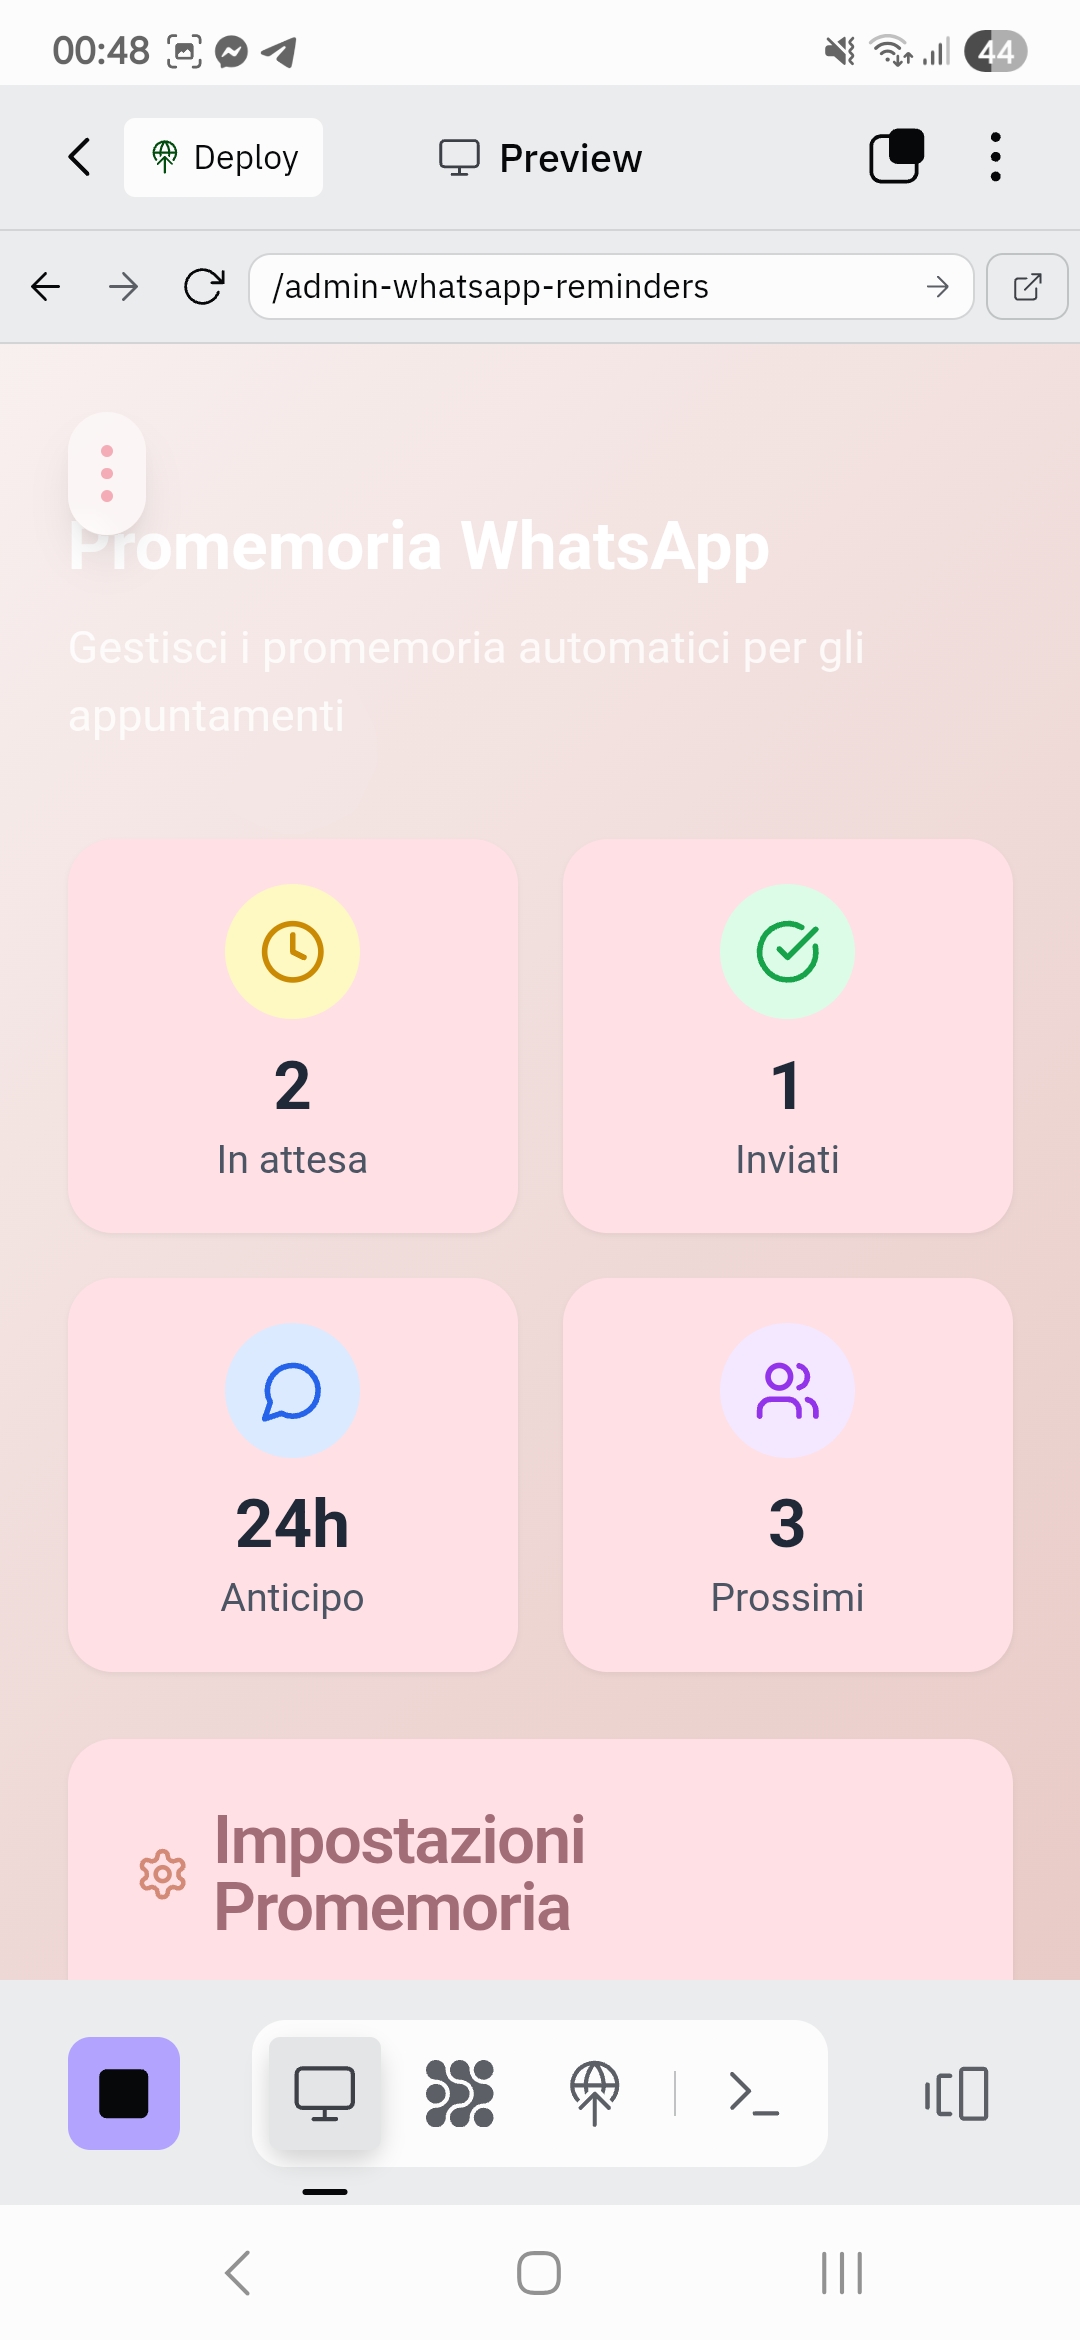 00:48
44
Deploy
Preview
/admin-whatsapp-reminders
Promemoria WhatsApp
Gestisci i promemoria automatici per gli
appuntamenti
2
In attesa
1
Inviati
24h
Anticipo
3
Prossimi
Impostazioni
Promemoria